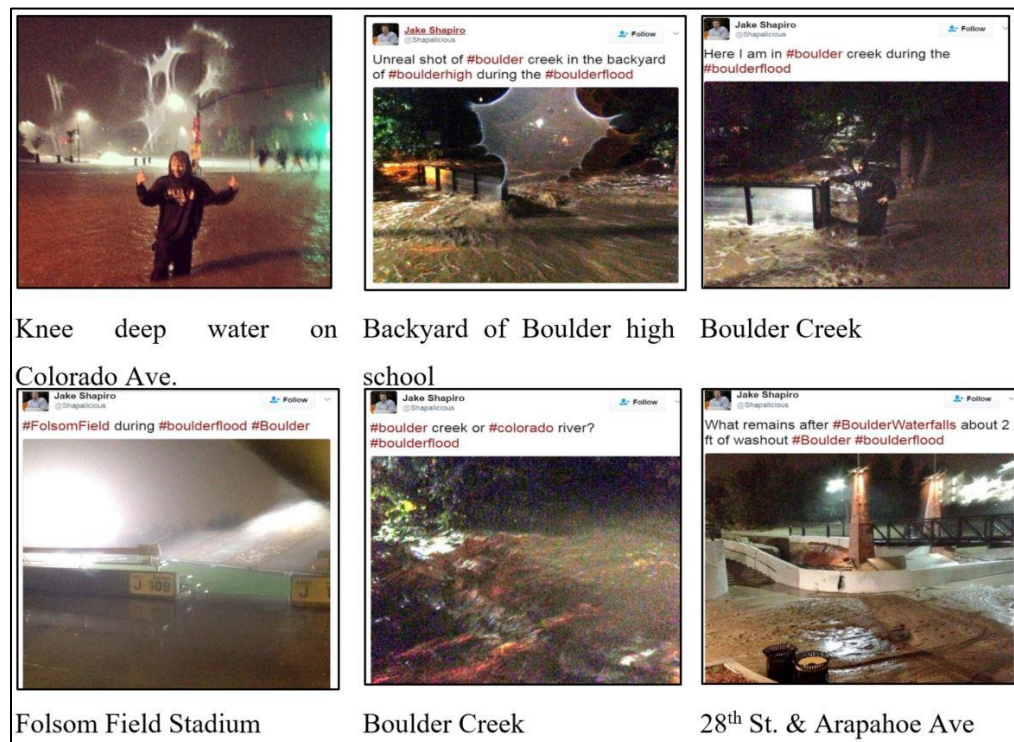 Jake Shapiro
@Shapalicious
Follow
Unreal shot of #boulder creek in the backyard
of #boulderhigh during the #boulderflood
Jake Shapiro
@Shapalicious
Follow
Here I am in #boulder creek during the
#boulderflood
Knee deep water on
Colorado Ave.
Backyard of Boulder high
school
Boulder Creek
Jake Shapiro
@Shapalicious
Follow
#FolsomField during #boulderflood #Boulder
J 109
J 1
Jake Shapiro
@Shapalicious
Follow
#boulder creek or #colorado river?
#boulderflood
Jake Shapiro
@Shapalicious
Follow
What remains after #BoulderWaterfalls about 2
ft of washout #Boulder #boulderflood
Folsom Field Stadium
Boulder Creek
28th St. & Arapahoe Ave